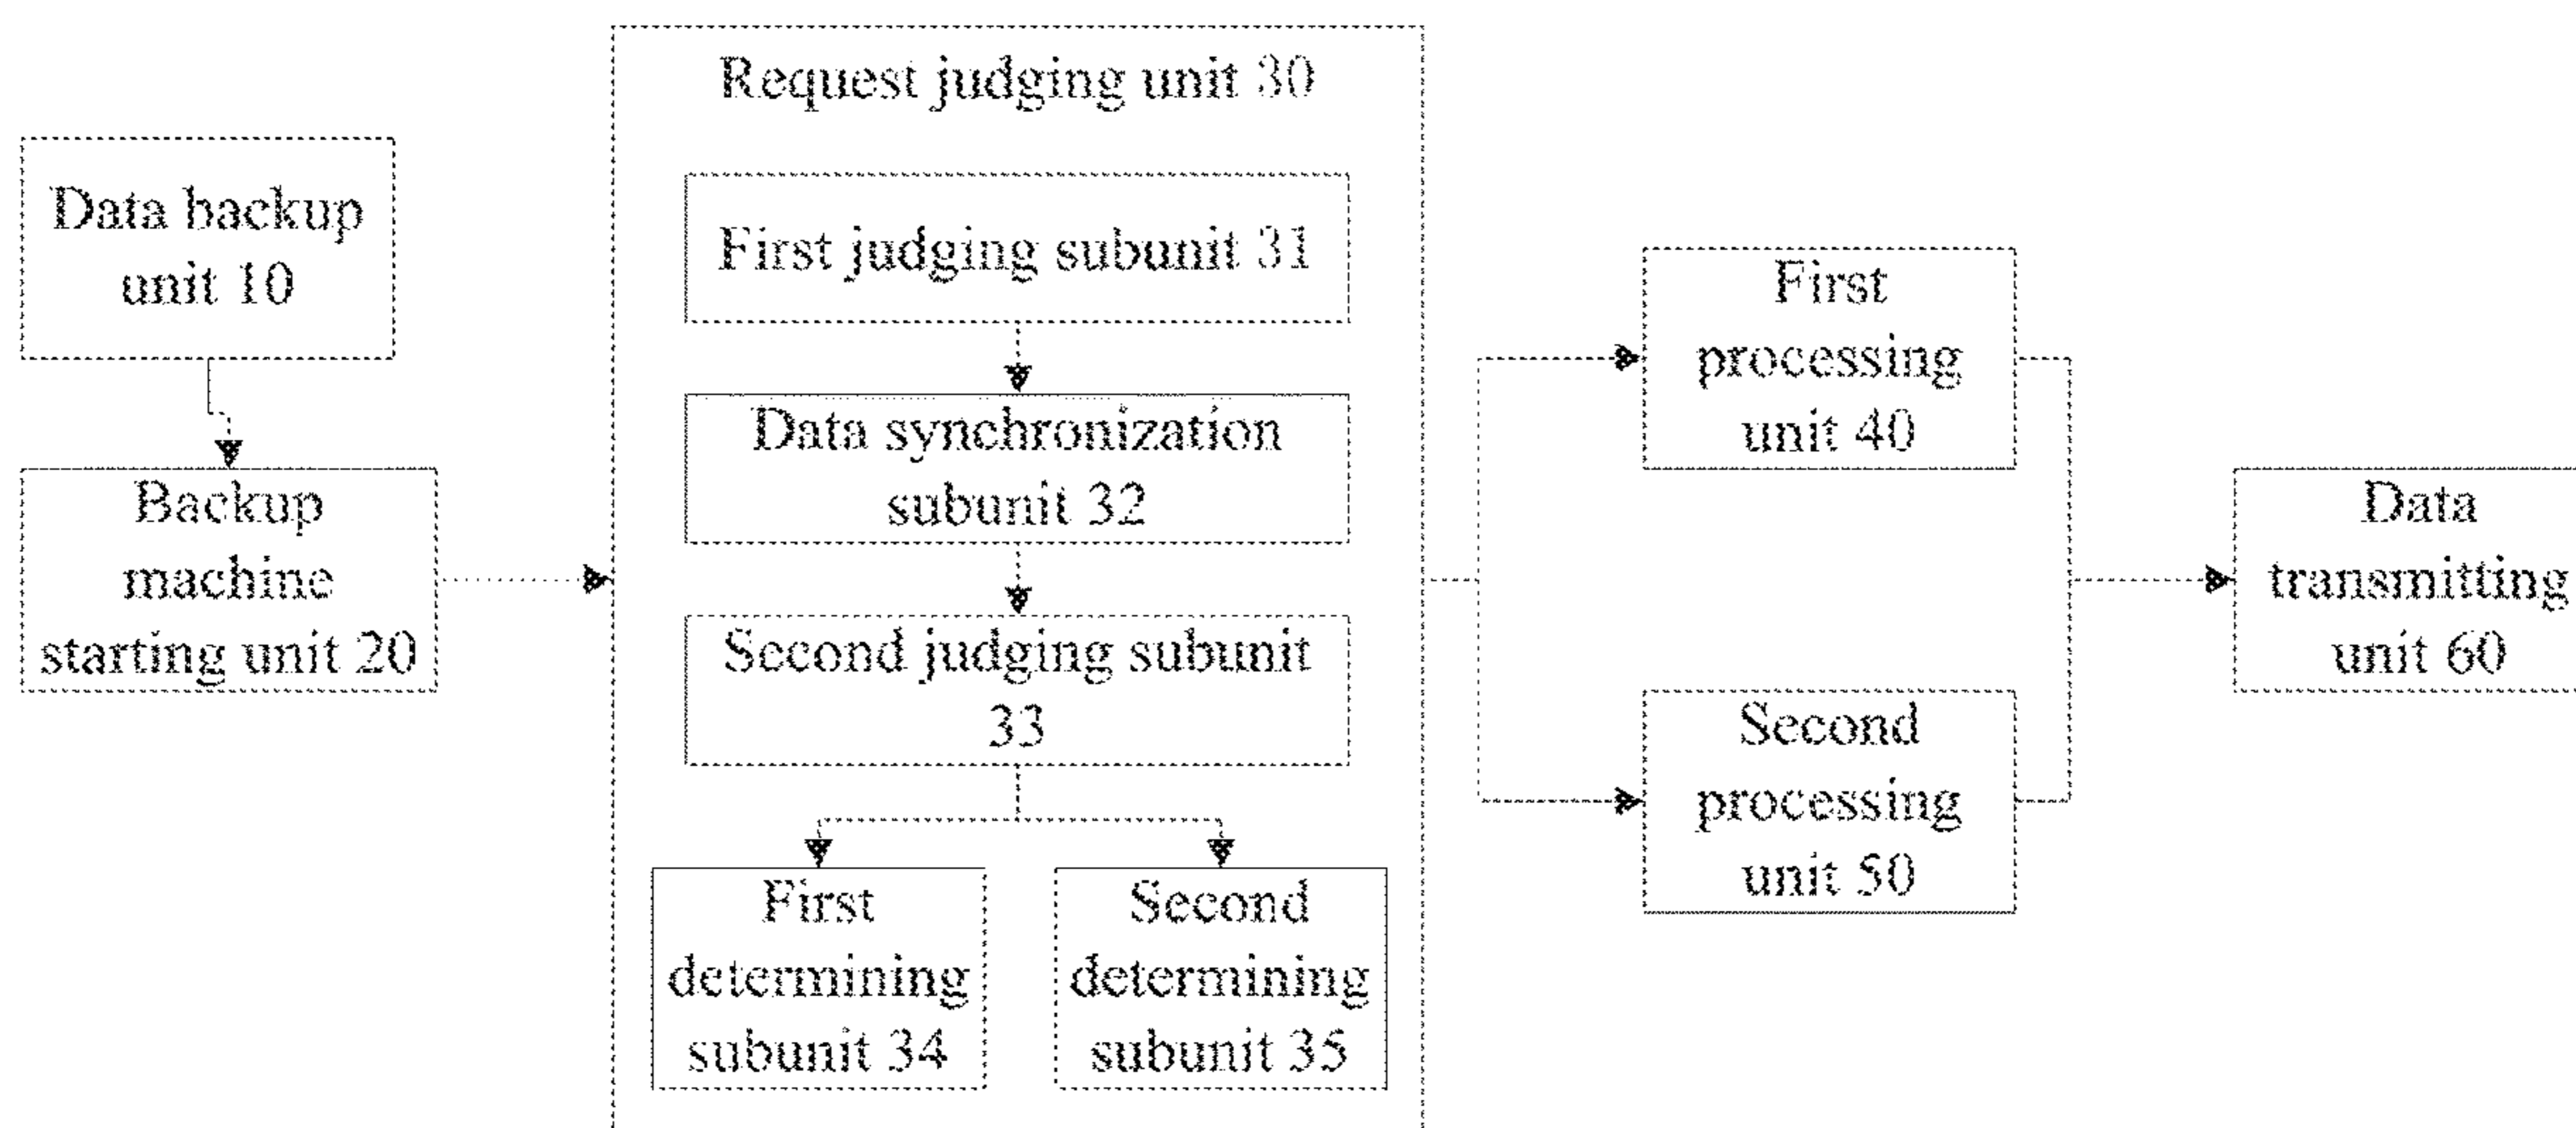 Data backup
unit 10
Backup
machine
starting unit 20
Request judging unit 30
First judging subunit 31
Data synchronization
subunit 32
Second judging subunit
33
First
determining
subunit 34
Second
determining
subunit 35
First
processing
unit 40
Second
processing
unit 50
Data
transmitting
unit 60